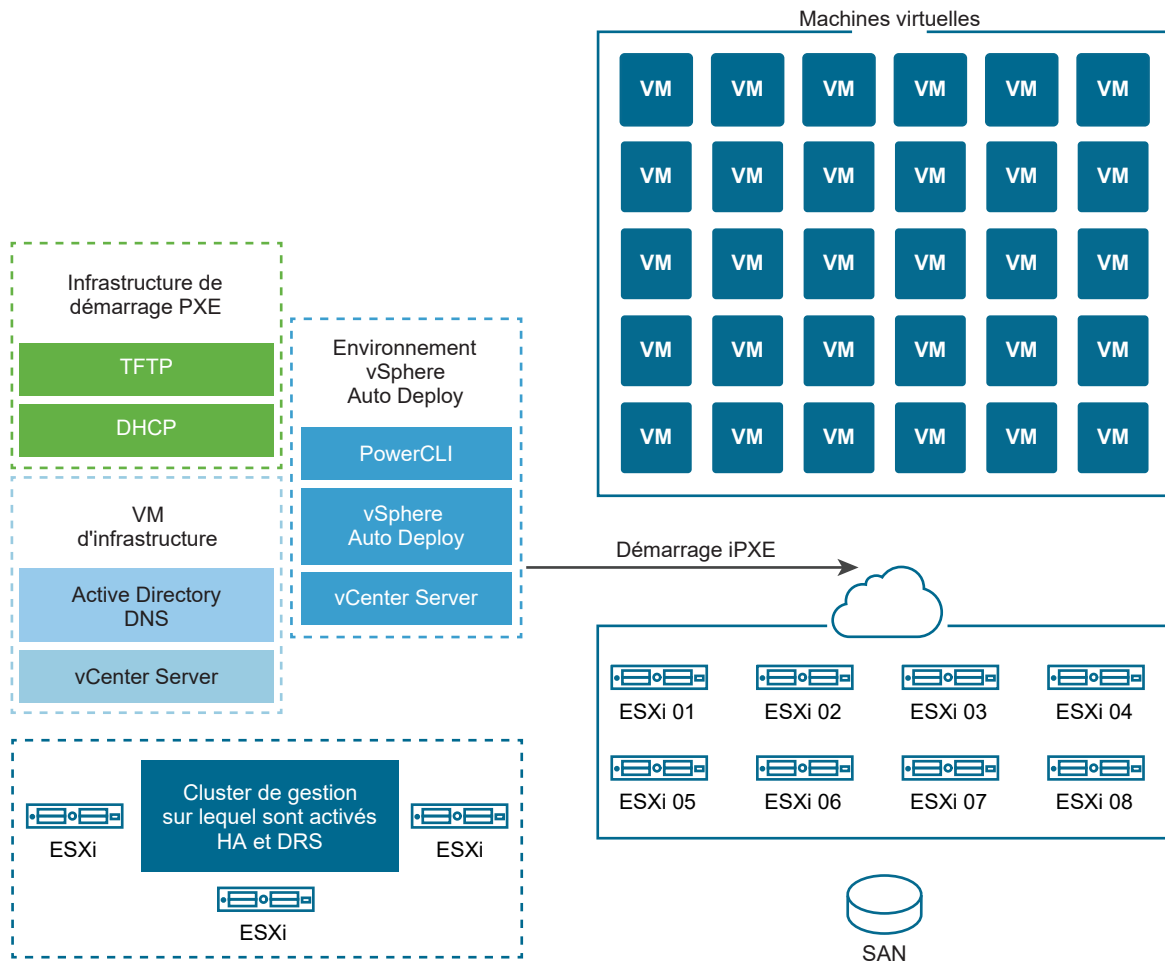 Machines virtuelles
VM VM VM VM VM VM
VM VM VM VM VM VM
VM VM VM VM VM VM
VM VM VM VM VM VM
VM VM VM VM VM VM
Infrastructure de
démarrage PXE
TFTP
DHCP
Environnement
vSphere
Auto Deploy
PowerCLI
vSphere
Auto Deploy
vCenter Server
VM
d'infrastructure
Active Directory
DNS
vCenter Server
Démarrage iPXE
ESXi 01 ESXi 02 ESXi 03 ESXi 04
ESXi 05 ESXi 06 ESXi 07 ESXi 08
Cluster de gestion
sur lequel sont activés
HA et DRS
ESXi
ESXi
ESXi
SAN